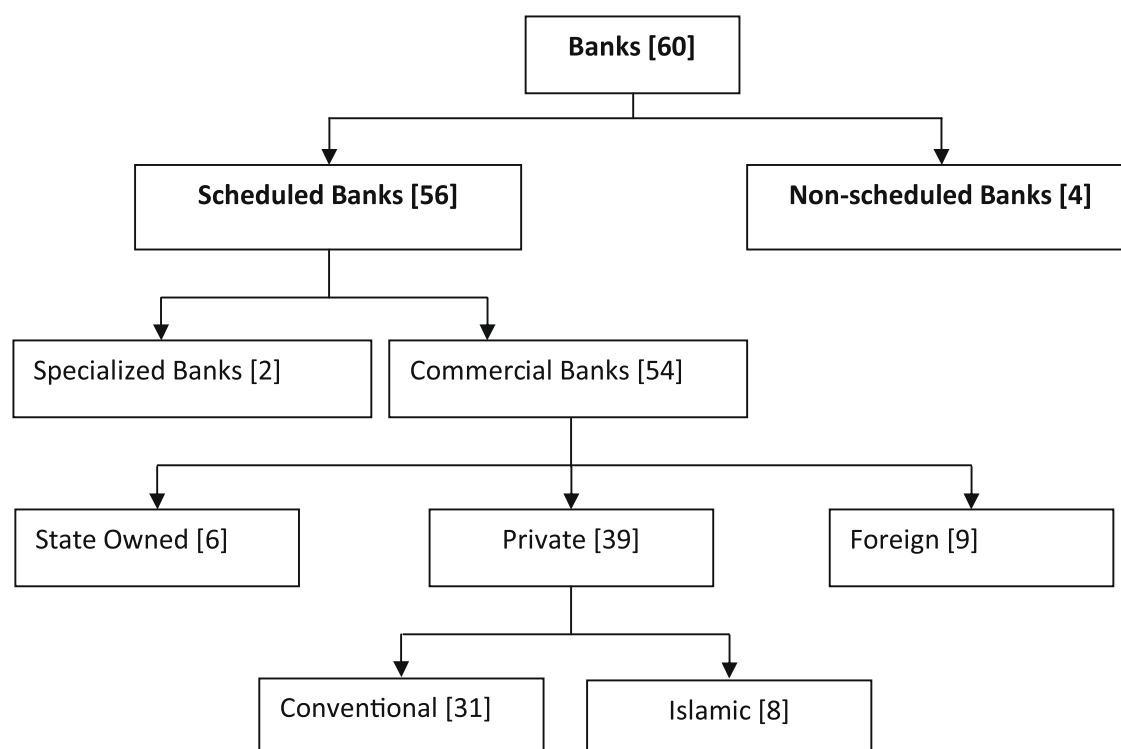 Banks [60]
Scheduled Banks [56]
Non-scheduled Banks [4]
Specialized Banks [2]
Commercial Banks [54]
State Owned [6]
Private [39]
Foreign [9]
Conventional [31]
Islamic [8]